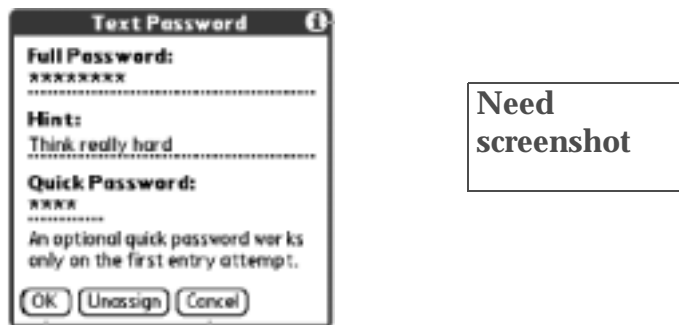 Text Password
Full Password:
********
Hint:
Think really hard
Quick Password:
****
An optional quick password works
only on the first entry attempt.
OK Unassign Cancel
Need
screenshot